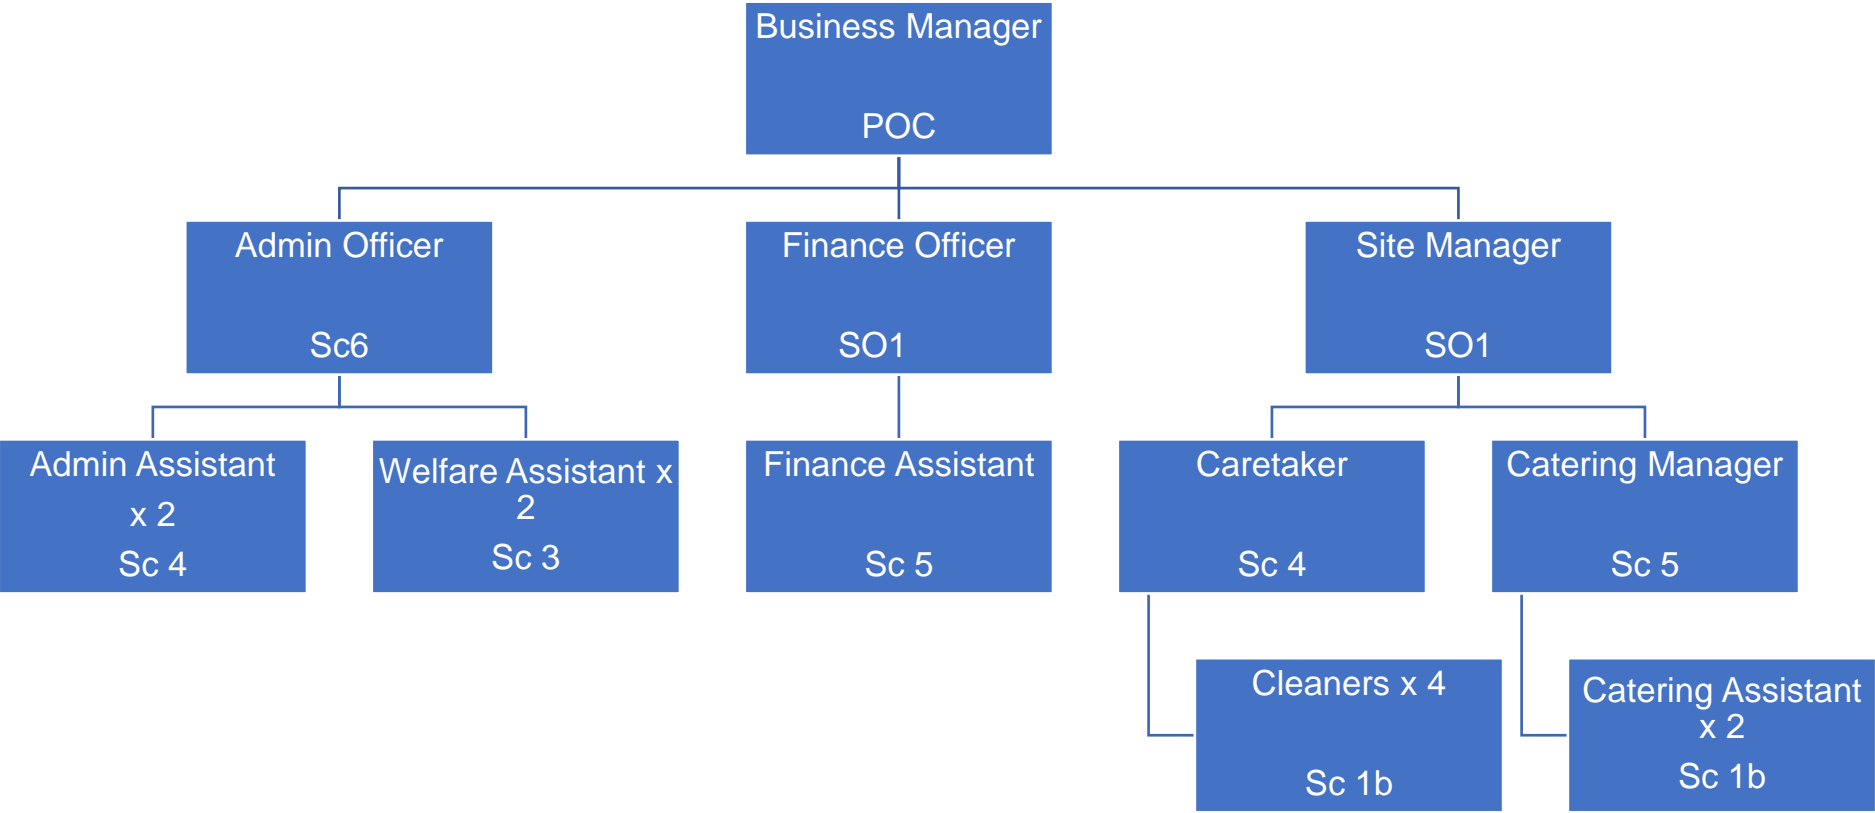 Business Manager
POC
Admin Officer
Sc6
Finance Officer
SO1
Site Manager
SO1
Admin Assistant
x 2
Sc 4
Welfare Assistant x
2
Sc 3
Finance Assistant
Sc 5
Caretaker
Sc 4
Catering Manager
Sc 5
Cleaners x 4
Sc 1b
Catering Assistant
x 2
Sc 1b